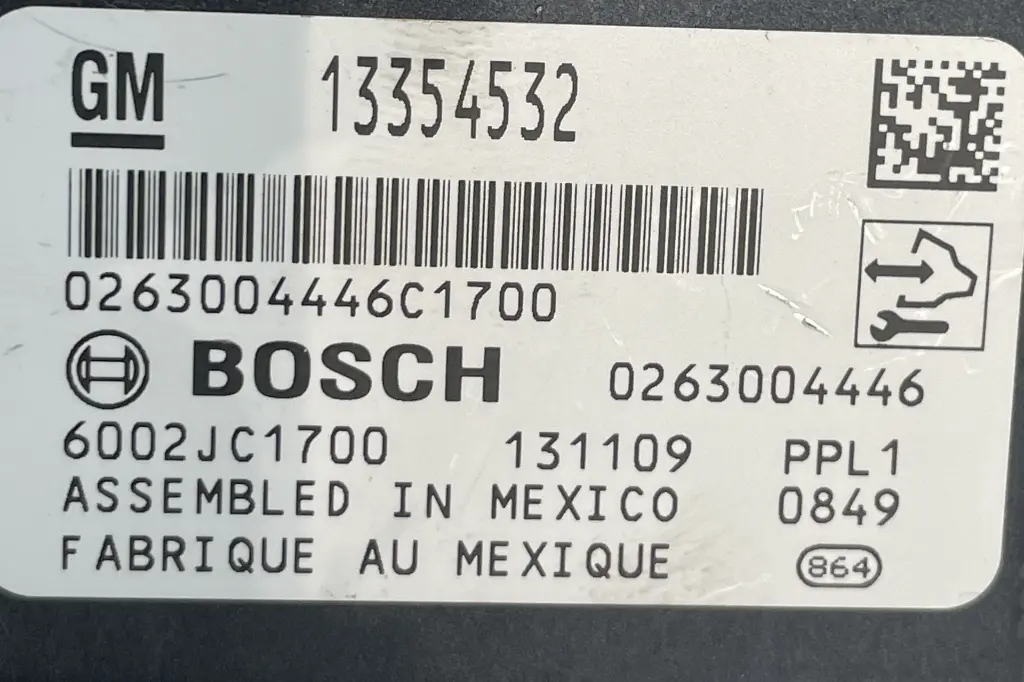 GM 13354532
0263004446C1700
BOSCH 0263004446
6002JC1700 131109 PPL1
ASSEMBLED IN MEXICO 0849
FABRIQUE AU MEXIQUE 864